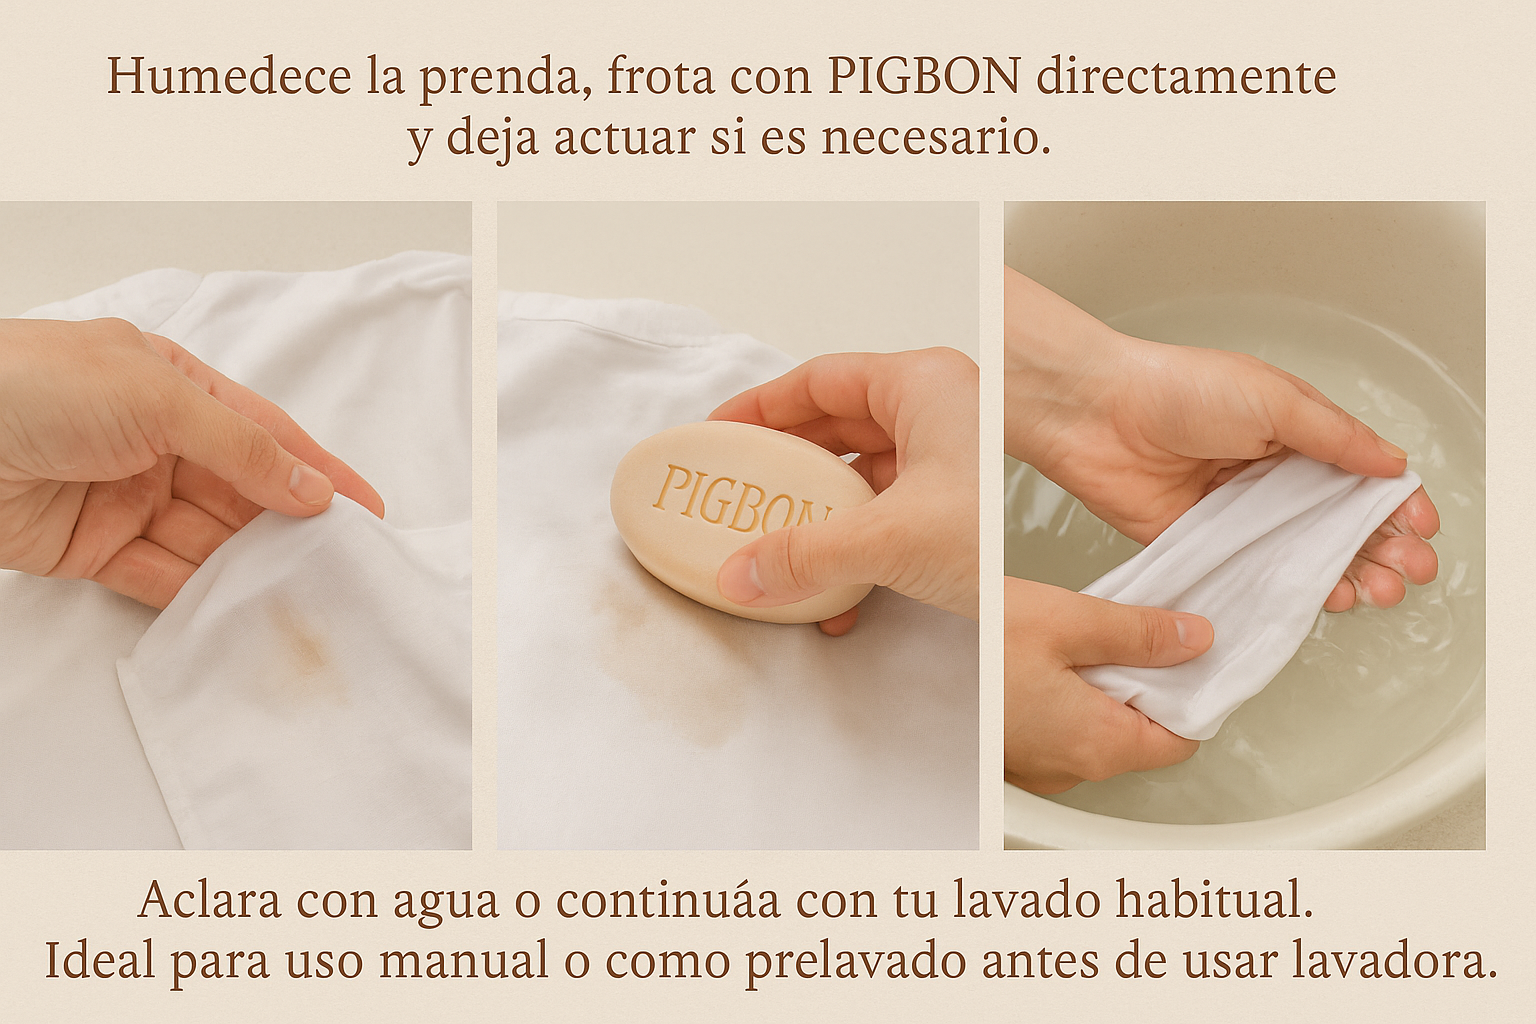 Humedece la prenda, frota con PIGBON directamente
y deja actuar si es necesario.
PIGBON
Aclara con agua o continuáa con tu lavado habitual.
Ideal para uso manual o como prelavado antes de usar lavadora.